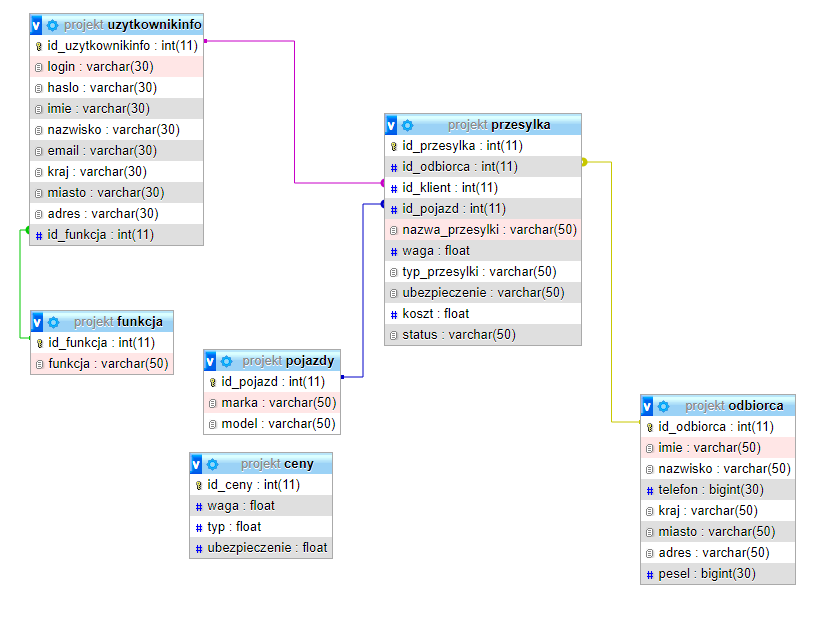 v projekt uzytkownikinfo
id_uzytkownikinfo : int(11)
login : varchar(30)
haslo : varchar(30)
imie : varchar(30)
nazwisko : varchar(30)
email : varchar(30)
kraj : varchar(30)
miasto : varchar(30)
adres : varchar(30)
# id_funkcja : int(11)
v projekt funkcja
id_funkcja : int(11)
funkcja : varchar(50)
v projekt przesylka
id_przesylka : int(11)
# id_odbiorca : int(11)
# id_klient : int(11)
# id_pojazd : int(11)
nazwa_przesylki : varchar(50)
# waga : float
typ_przesylki : varchar(50)
ubezpieczenie : varchar(50)
# koszt : float
status : varchar(50)
v projekt pojazdy
id_pojazd : int(11)
marka : varchar(50)
model : varchar(50)
v projekt ceny
id_ceny : int(11)
# waga : float
# typ : float
# ubezpieczenie : float
v projekt odbiorca
id_odbiorca : int(11)
imie : varchar(50)
nazwisko : varchar(50)
# telefon : bigint(30)
kraj : varchar(50)
miasto : varchar(50)
adres : varchar(50)
# pesel : bigint(30)